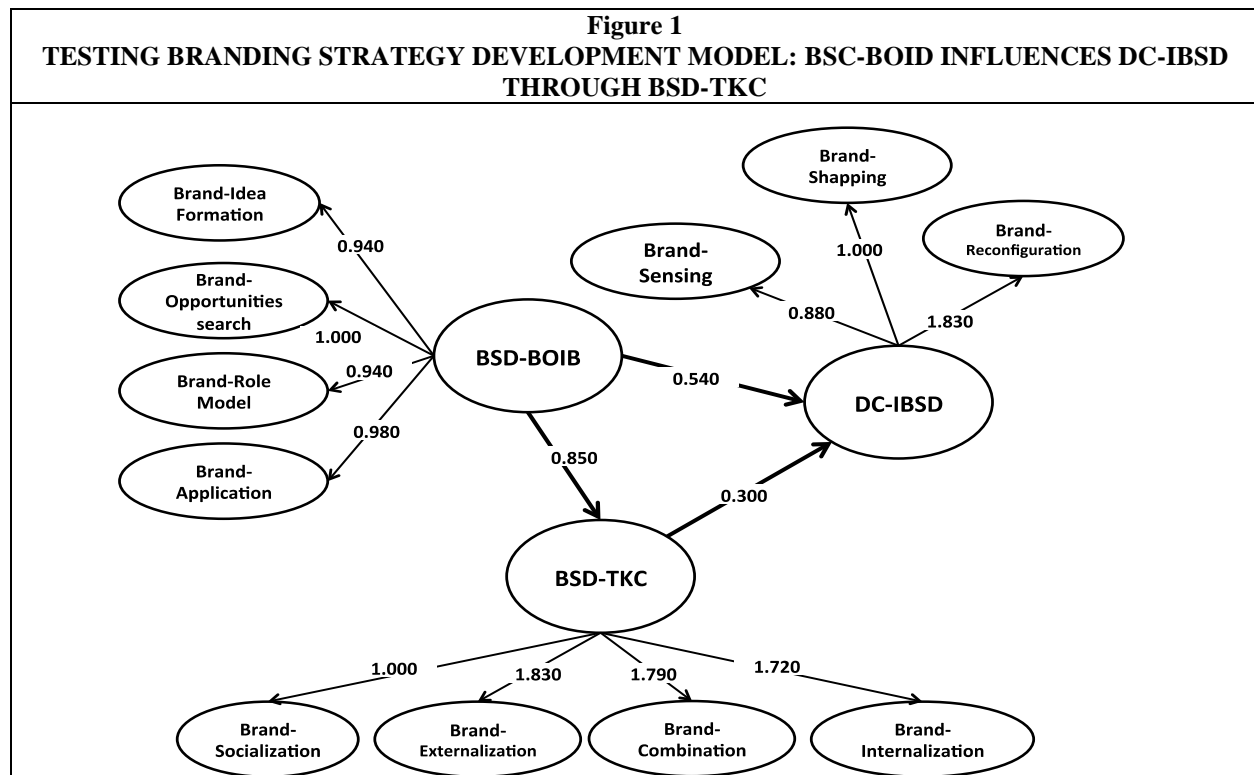 Figure 1
TESTING BRANDING STRATEGY DEVELOPMENT MODEL: BSC-BOID INFLUENCES DC-IBSD
THROUGH BSD-TKC
Brand-
Shapping
Brand-Idea
Formation
Brand-
Reconfiguration
Brand-
Sensing
0.940
1.000
Brand-
Opportunities
search
0.880
1.830
1.000
BSD-BOIB
0.540
Brand-Role
Model
0.940
DC-IBSD
0.980
Brand-
Application
0.850
0.300
BSD-TKC
1.000
1.830
1.790
1.720
Brand-
Socialization
Brand-
Externalization
Brand-
Combination
Brand-
Internalization